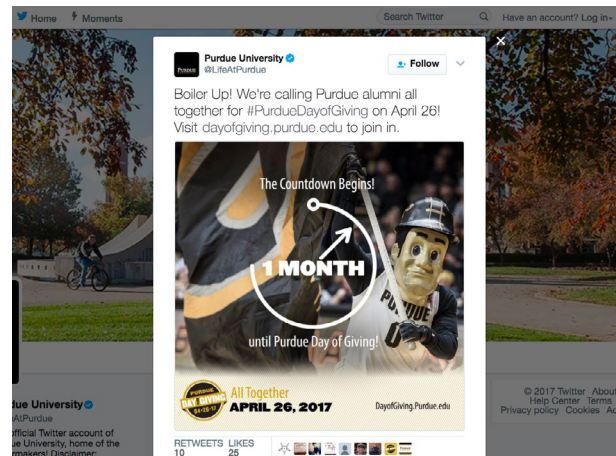 Home
Moments
Search Twitter
Have an account? Log in
Purdue University
@LifeAtPurdue
Follow
Boiler Up! We're calling Purdue alumni all
together for #PurdueDayofGiving on April 26!
Visit dayofgiving.purdue.edu to join in.
The Countdown Begins!
1 MONTH
PURDUE
until Purdue Day of Giving!
PURDUE
DAY of GIVING
04·26·17
All Together
APRIL 26, 2017
DayofGiving.Purdue.edu
RETWEETS LIKES
10 25
due University
AtPurdue
official Twitter account of
ue University, home of the
rmakers! Disclaimer:
© 2017 Twitter About
Help Center Terms
Privacy policy Cookies